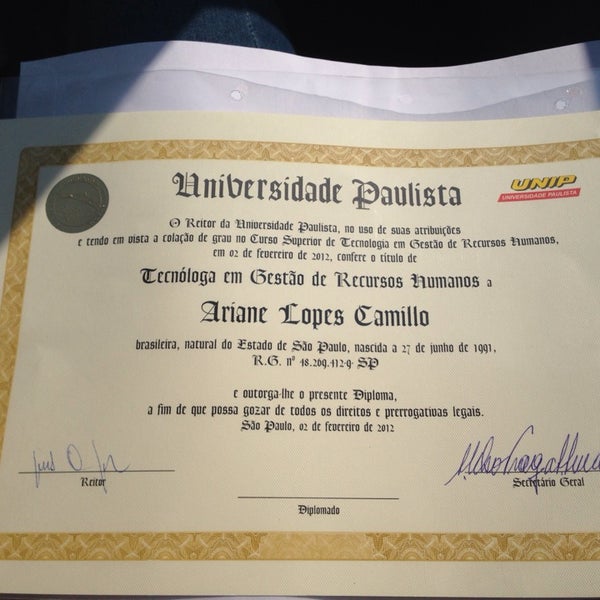 Universidade Paulista
UNIP
UNIVERSIDADE PAULISTA
O Reitor da Universidade Paulista, no uso de suas atribuições
e tendo em vista a colação de grau no Curso Superior de Tecnologia em Gestão de Recursos Humanos,
em 02 de fevereiro de 2012, confere o título de
Tecnóloga em Gestão de Recursos Humanos a
Ariane Lopes Camillo
brasileira, natural do Estado de São Paulo, nascida a 27 de junho de 1991,
R.G. nº 48.269.412-9 SP
e outorga-lhe o presente Diploma,
a fim de que possa gozar de todos os direitos e prerrogativas legais.
São Paulo, 02 de fevereiro de 2012
Reitor
Secretário Geral
Diplomado